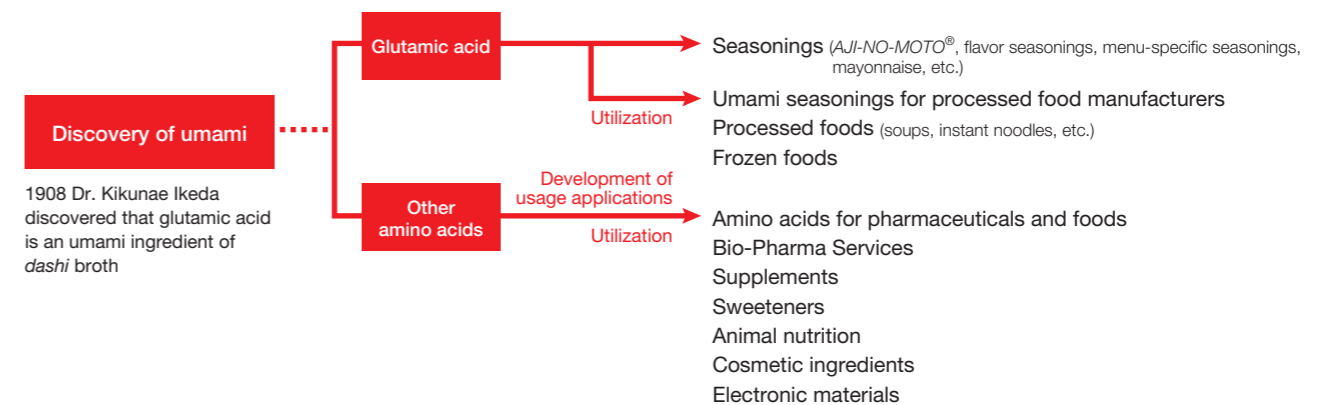 Discovery of umami
1908 Dr. Kikunae Ikeda
discovered that glutamic acid
is an umami ingredient of
dashi broth
Glutamic acid
Utilization
Seasonings (AJI-NO-MOTO®, flavor seasonings, menu-specific seasonings,
mayonnaise, etc.)
Umami seasonings for processed food manufacturers
Processed foods (soups, instant noodles, etc.)
Frozen foods
Other
amino acids
Development of
usage applications
Utilization
Amino acids for pharmaceuticals and foods
Bio-Pharma Services
Supplements
Sweeteners
Animal nutrition
Cosmetic ingredients
Electronic materials